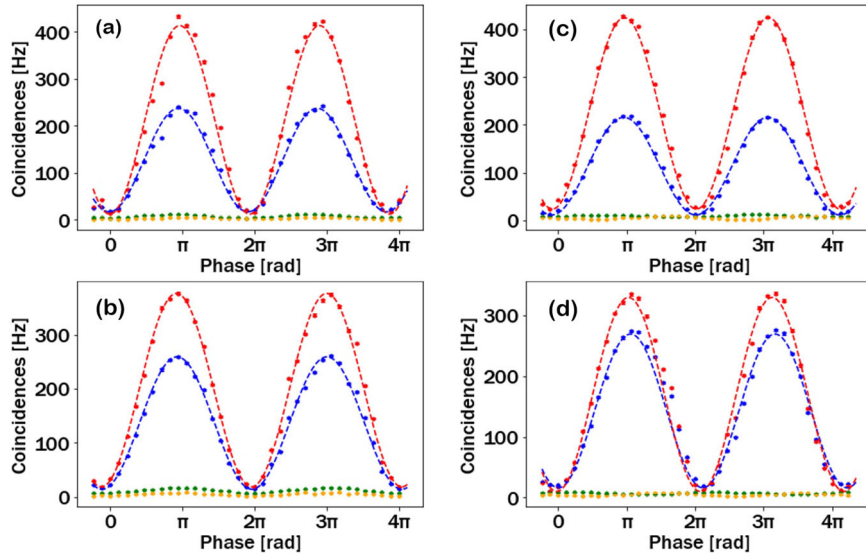 (a)
Coincidences [Hz]
400
300
200
100
0
0 π 2π 3π 4π
Phase [rad]
(c)
Coincidences [Hz]
400
300
200
100
0
0 π 2π 3π 4π
Phase [rad]
(b)
Coincidences [Hz]
300
200
100
0
0 π 2π 3π 4π
Phase [rad]
(d)
Coincidences [Hz]
300
200
100
0
0 π 2π 3π 4π
Phase [rad]